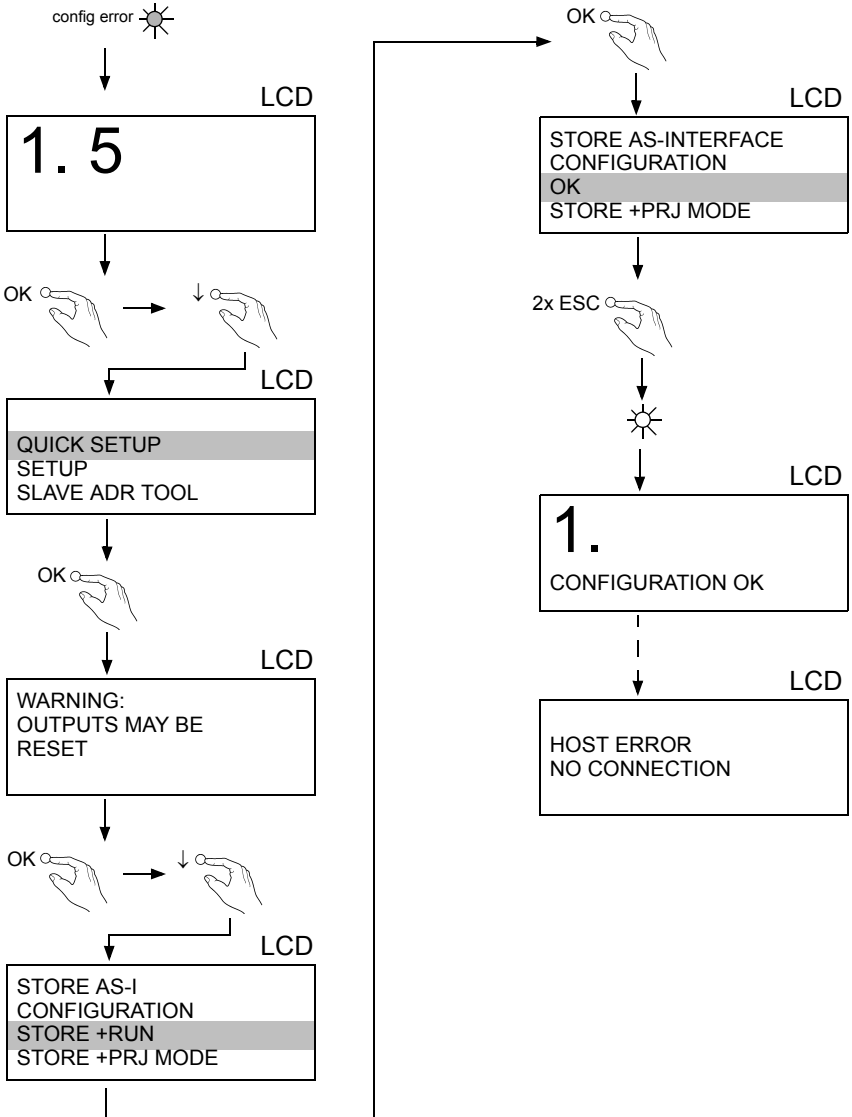 config error
LCD
1. 5
OK
↓
LCD
QUICK SETUP
SETUP
SLAVE ADR TOOL
OK
LCD
WARNING:
OUTPUTS MAY BE
RESET
OK
↓
LCD
STORE AS-I
CONFIGURATION
STORE +RUN
STORE +PRJ MODE
OK
LCD
STORE AS-INTERFACE
CONFIGURATION
OK
STORE +PRJ MODE
2x ESC
LCD
1.
CONFIGURATION OK
LCD
HOST ERROR
NO CONNECTION